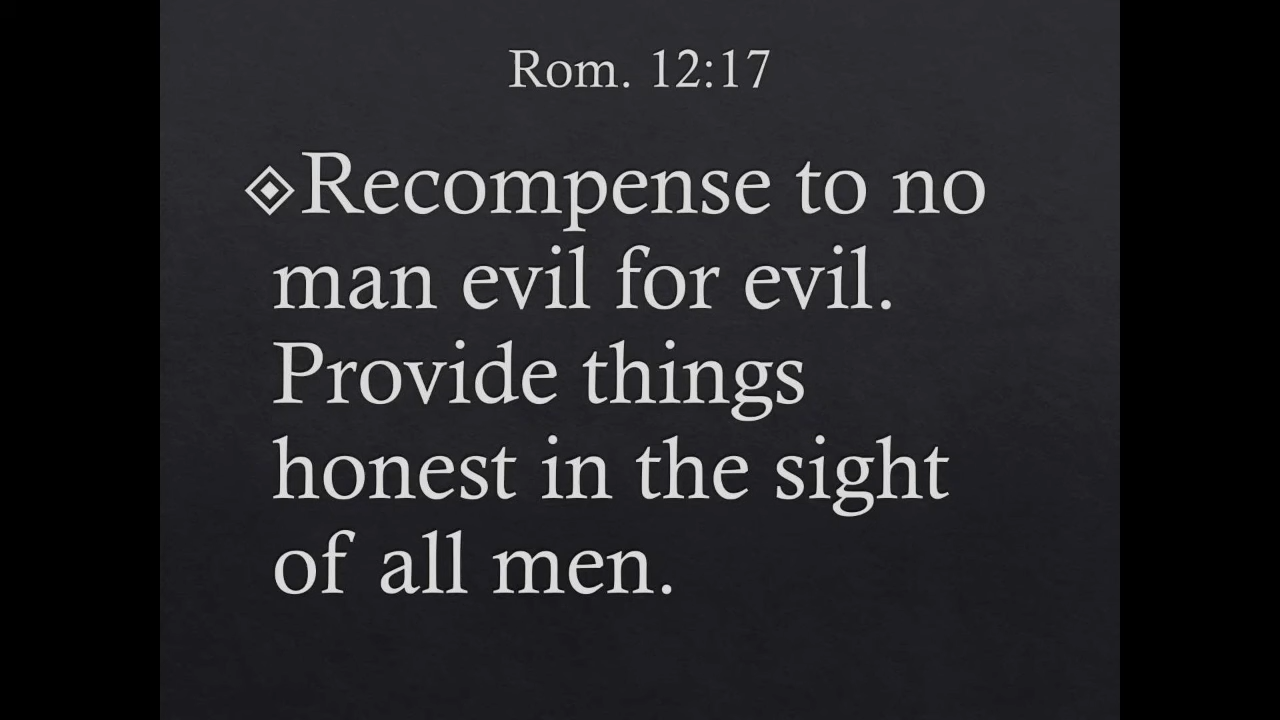 Rom. 12:17
Recompense to no
man evil for evil.
Provide things
honest in the sight
of all men.